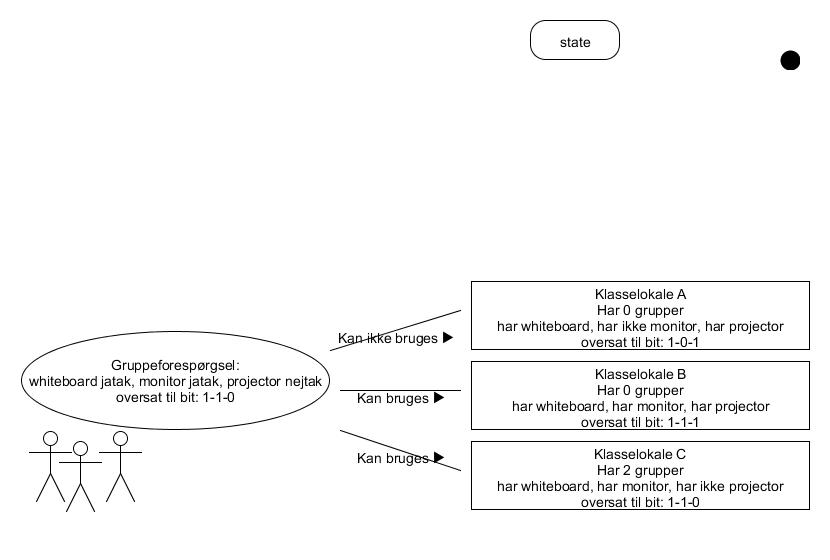 state
Klasselokale A
Har 0 grupper
har whiteboard, har ikke monitor, har projector
oversat til bit: 1-0-1
Kan ikke bruges
Gruppeforespørgsel:
whiteboard jatak, monitor jatak, projector nejtak
oversat til bit: 1-1-0
Klasselokale B
Har 0 grupper
har whiteboard, har monitor, har projector
oversat til bit: 1-1-1
Kan bruges
Klasselokale C
Har 2 grupper
har whiteboard, har monitor, har ikke projector
oversat til bit: 1-1-0
Kan bruges